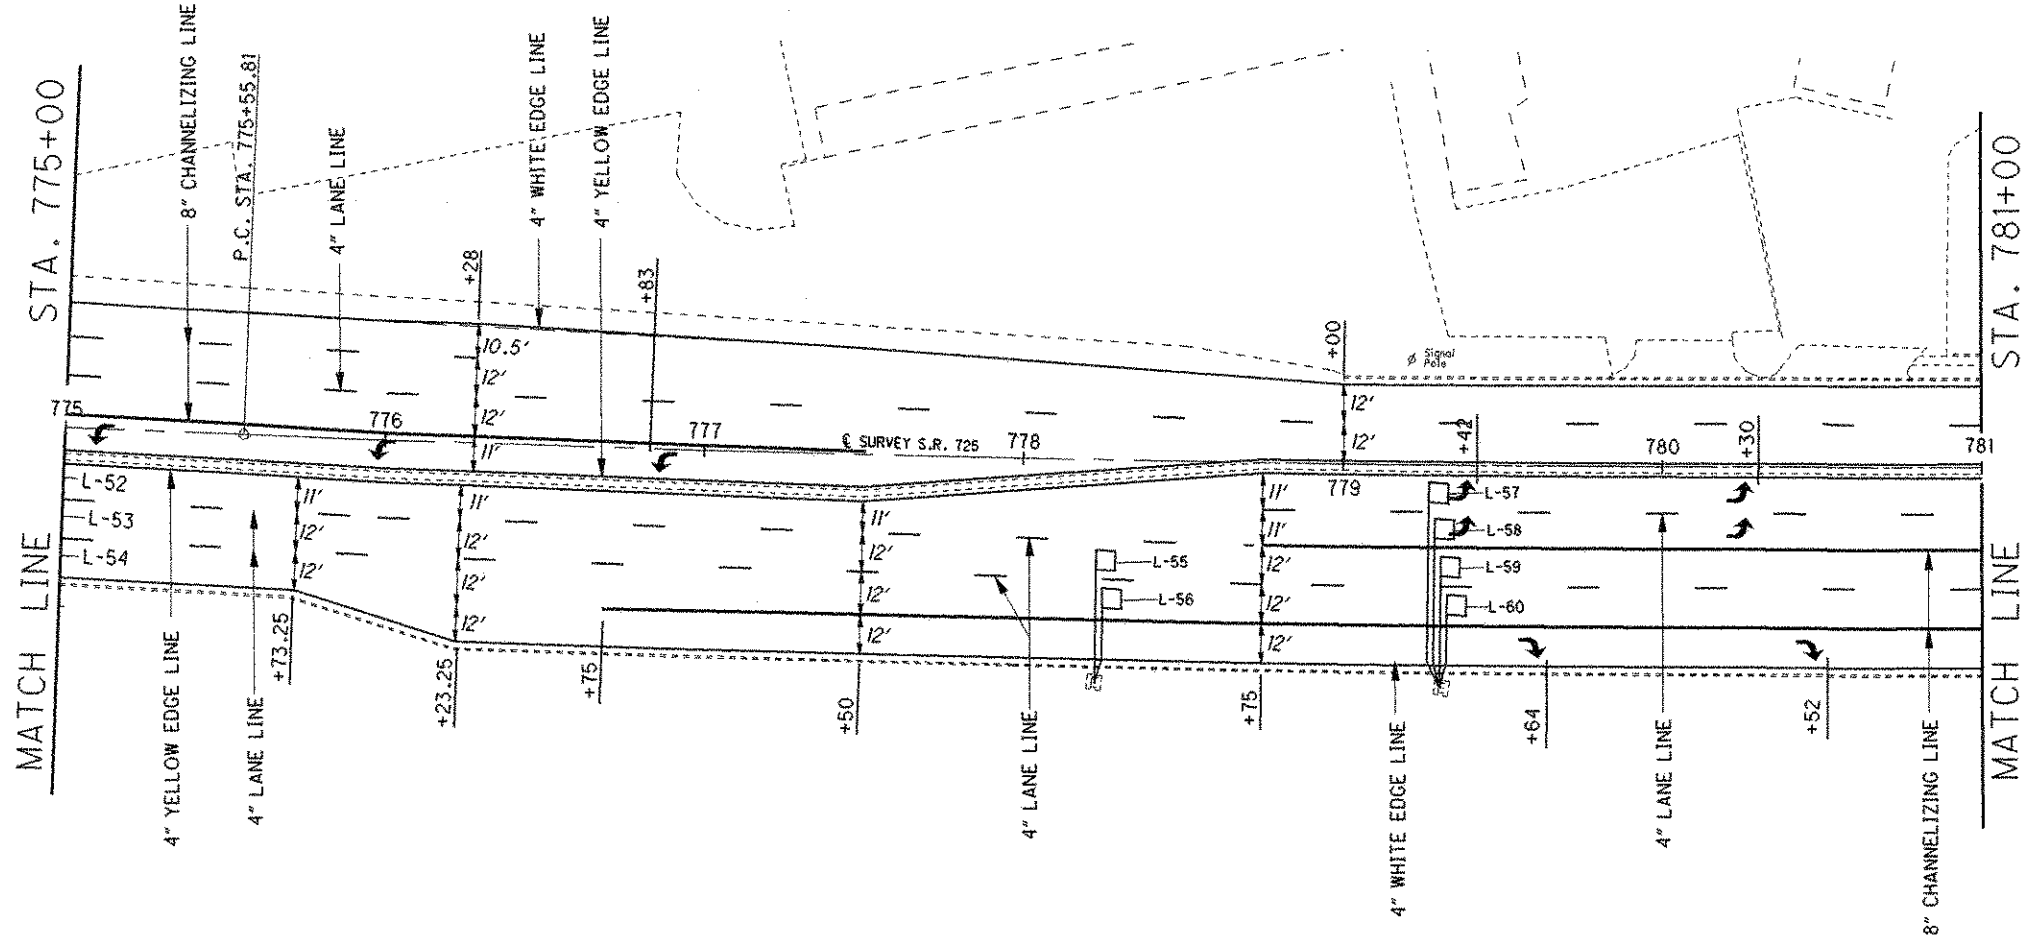 STA. 775+00
8" CHANNELIZING LINE
P.C. STA. 775+55.81
4" LANE LINE
4" WHITE EDGE LINE
4" YELLOW EDGE LINE
+28
+83
+00
Signal
Pole
STA. 781+00
10.5'
12'
12'
11'
12'
12'
775
776
777
℄ SURVEY S.R. 725
778
779
+42
780
+30
781
L-52
L-53
L-54
11'
12'
12'
11'
12'
12'
12'
11'
12'
12'
12'
11'
11'
12'
12'
12'
L-55
L-56
L-57
L-58
L-59
L-60
MATCH LINE
4" YELLOW EDGE LINE
4" LANE LINE
+73.25
+23.25
+75
+50
4" LANE LINE
+75
4" WHITE EDGE LINE
+64
4" LANE LINE
+52
8" CHANNELIZING LINE
MATCH LINE